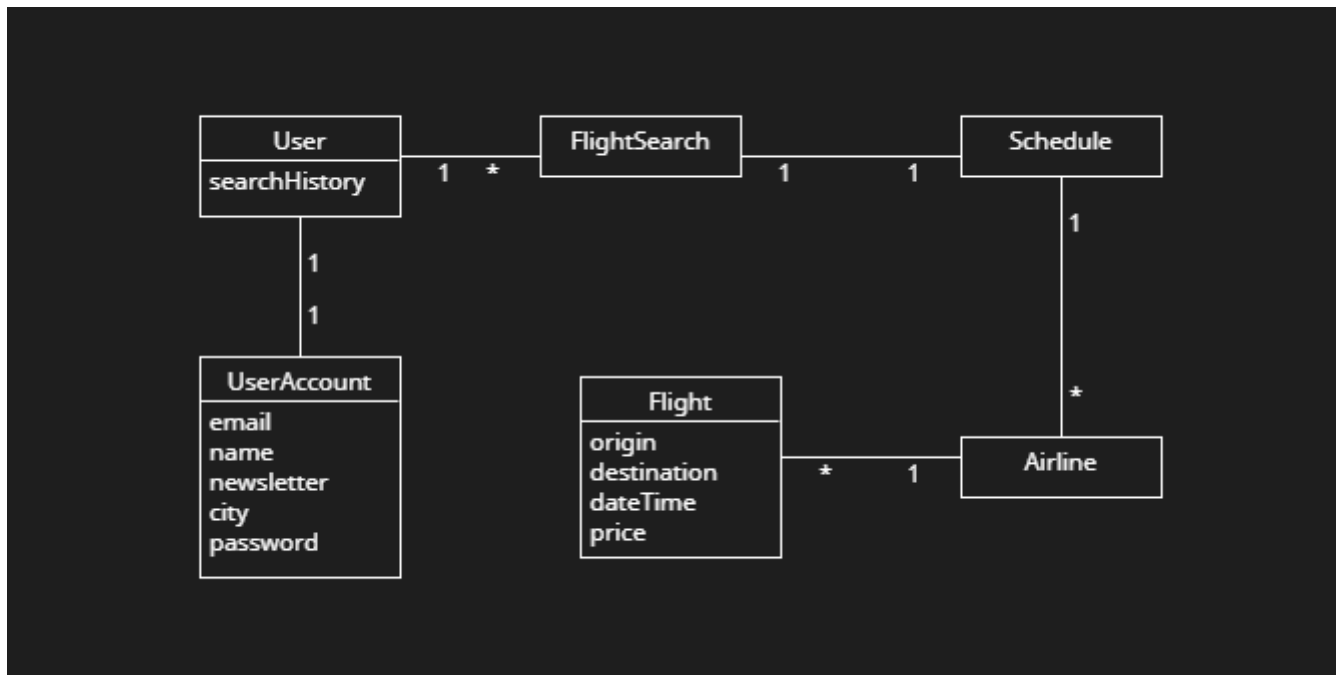 User
searchHistory
1
*
FlightSearch
1
1
Schedule
1
*
1
1
UserAccount
email
name
newsletter
city
password
Flight
origin
destination
dateTime
price
*
1
Airline